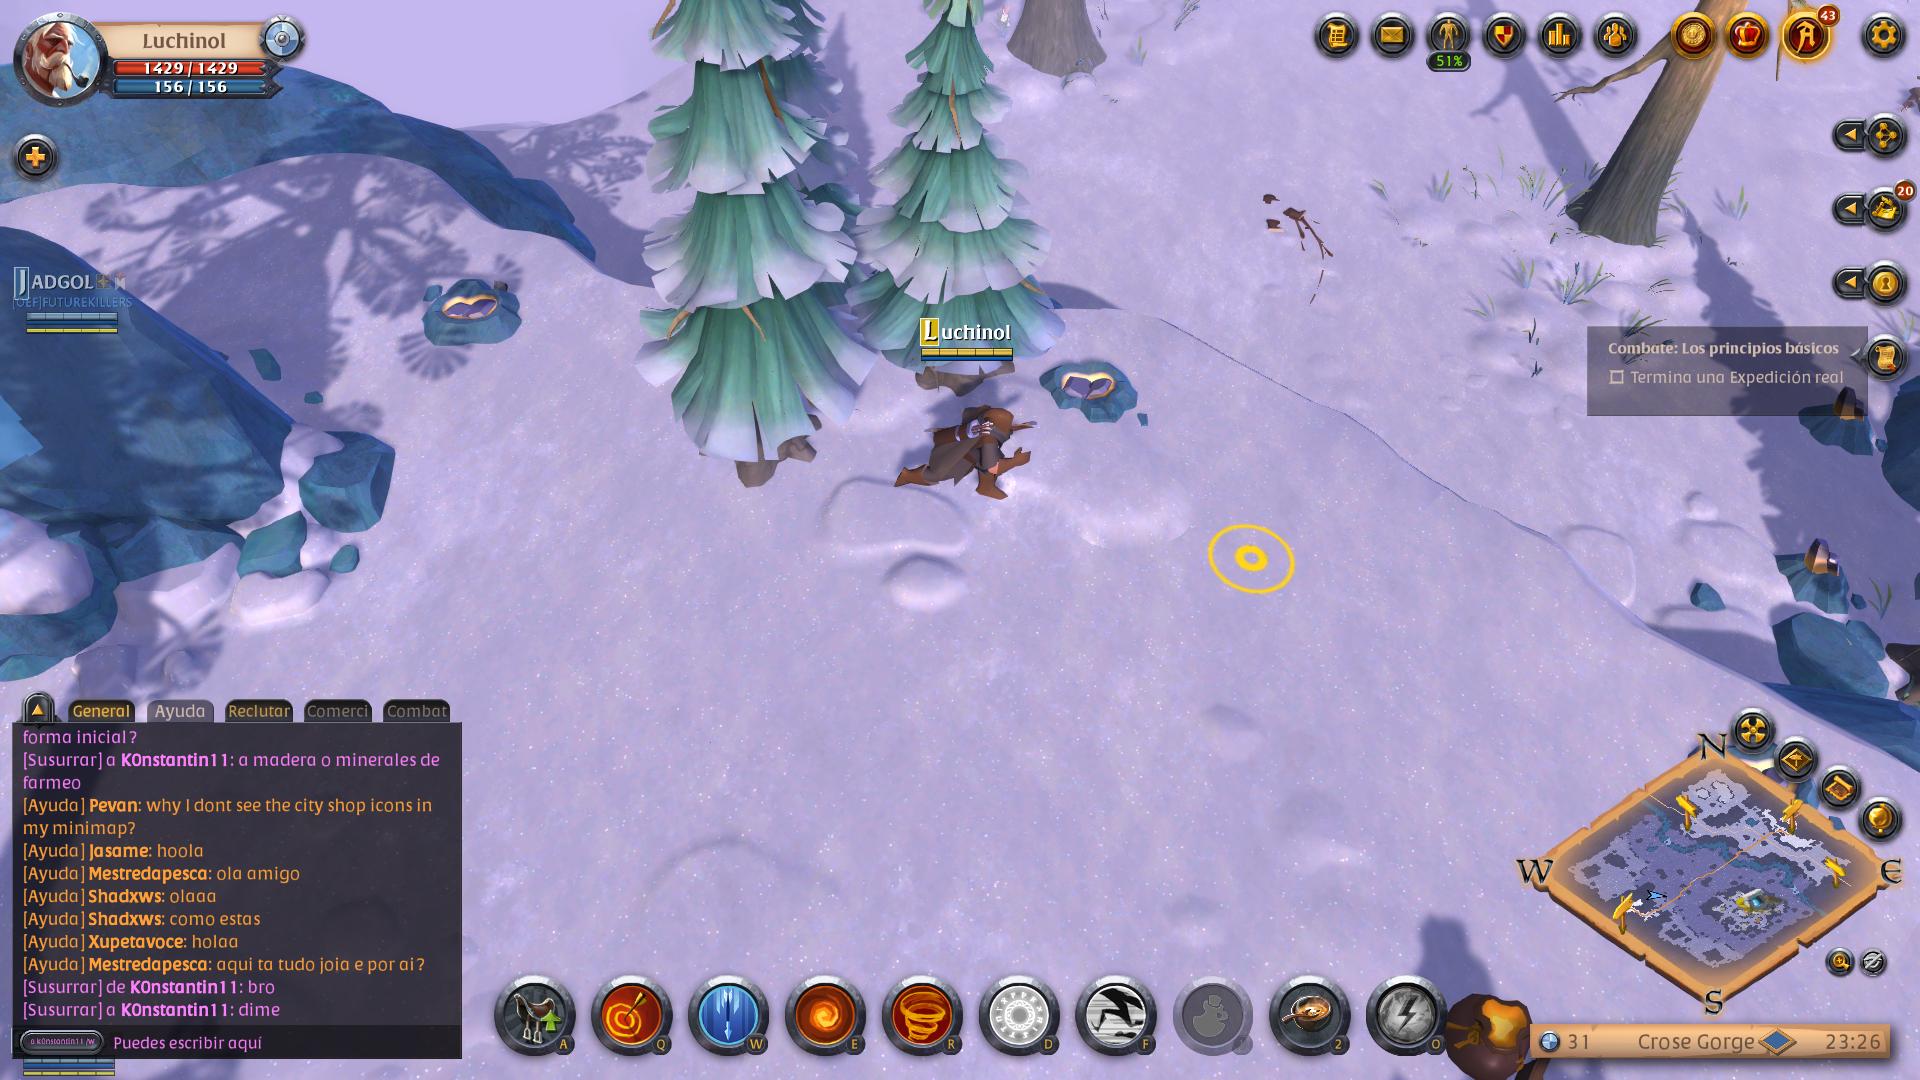 Luchinol
1429/1429
156/156
51%
43
20
JADGOL
FUTUREKILLERS
Luchinol
Combate: Los principios básicos
Termina una Expedición real
General Ayuda Reclutar Comerci Combat
forma inicial?
[Susurrar] a K0nstantin11: a madera o minerales de
farmeo
[Ayuda] Pevan: why I dont see the city shop icons in
my minimap?
[Ayuda] Jasame: hoola
[Ayuda] Mestredapesca: ola amigo
[Ayuda] Shadxws: olaaa
[Ayuda] Shadxws: como estas
[Ayuda] Xupetavoce: holaa
[Ayuda] Mestredapesca: aqui ta tudo joia e por ai?
[Susurrar] de K0nstantin11: bro
[Susurrar] a K0nstantin11: dime
a k0nstantin11 /w Puedes escribir aquí
A Q W E R D F 2 O
N
W E
S
31 Crose Gorge 23:26